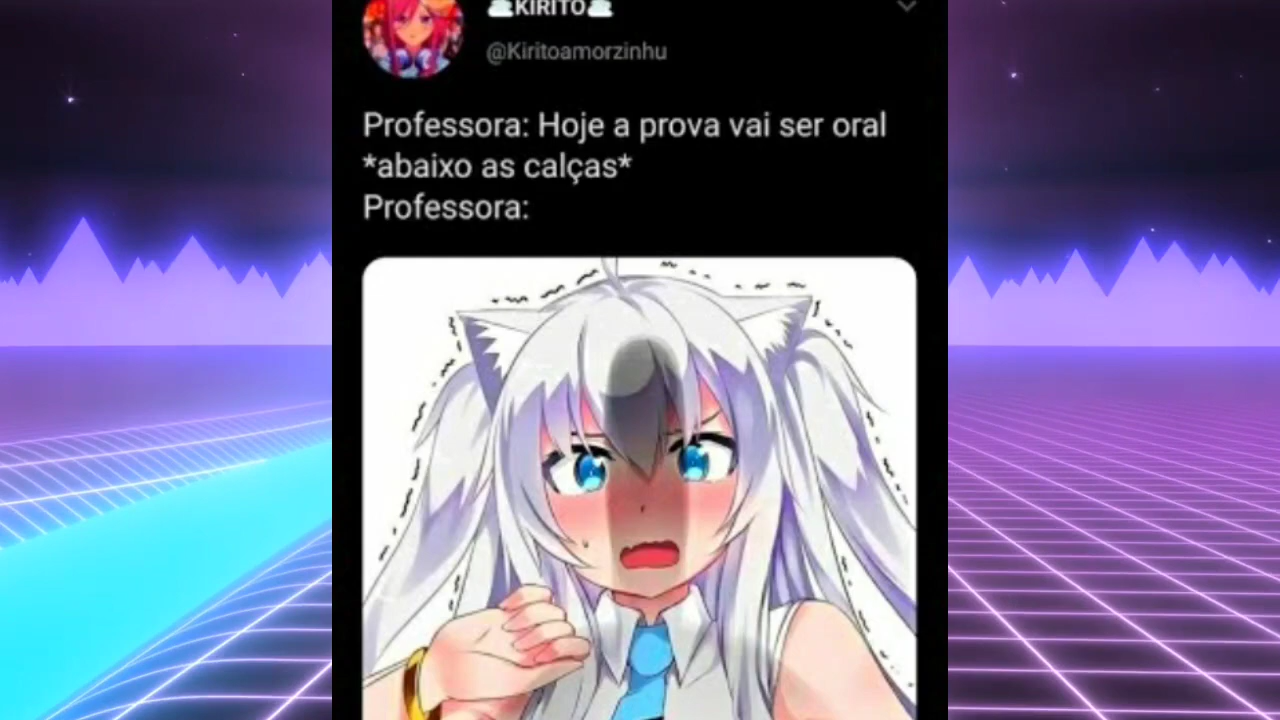 KIRITO
@Kiritoamorzinhu
Professora: Hoje a prova vai ser oral
*abaixo as calças*
Professora: